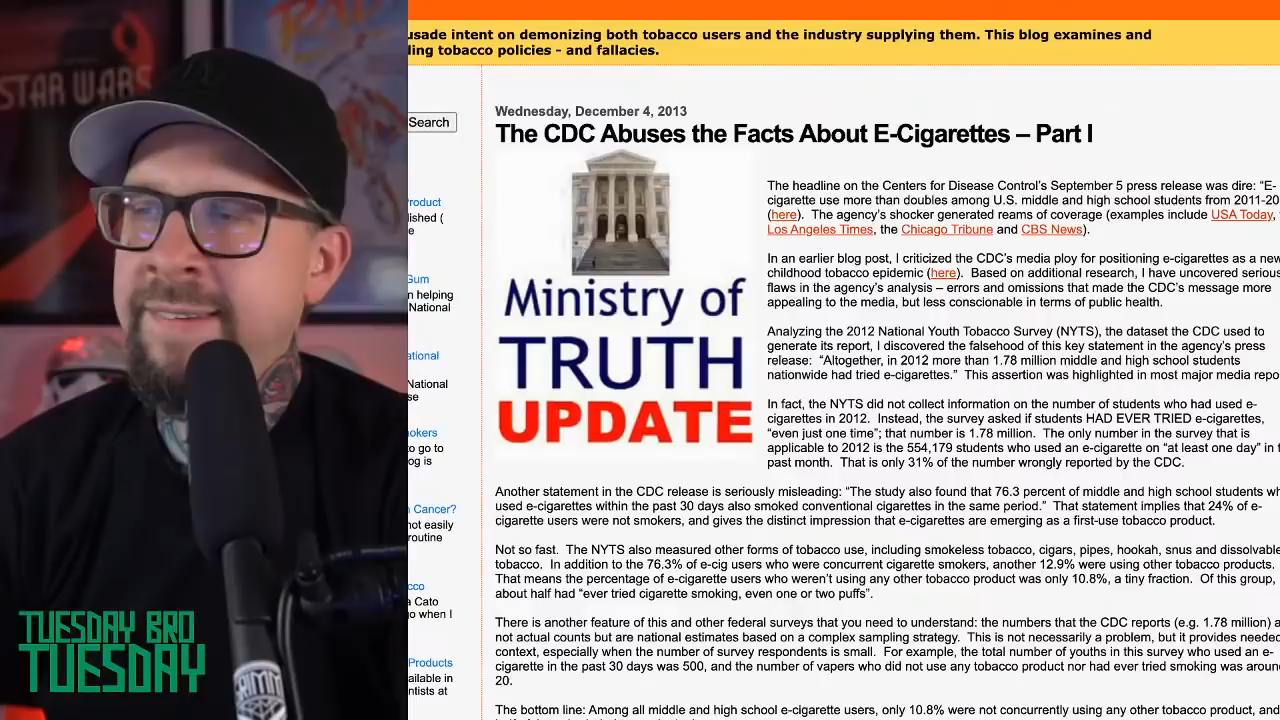 STAR WARS
usade intent on demonizing both tobacco users and the industry supplying them. This blog examines and
ling tobacco policies - and fallacies.
Search
roduct
lished (
e
Gum
n helping
National
ational
National
se
okers
to go to
og is
n Cancer?
not easily
routine
cco
a Cato
go when I
Products
ailable in
ntists at
Wednesday, December 4, 2013
The CDC Abuses the Facts About E-Cigarettes – Part I
Ministry of
TRUTH
UPDATE
The headline on the Centers for Disease Control's September 5 press release was dire: “E-
cigarette use more than doubles among U.S. middle and high school students from 2011-20
(here). The agency's shocker generated reams of coverage (examples include USA Today,
Los Angeles Times, the Chicago Tribune and CBS News).
In an earlier blog post, I criticized the CDC's media ploy for positioning e-cigarettes as a new
childhood tobacco epidemic (here). Based on additional research, I have uncovered serious
flaws in the agency's analysis – errors and omissions that made the CDC's message more
appealing to the media, but less conscionable in terms of public health.
Analyzing the 2012 National Youth Tobacco Survey (NYTS), the dataset the CDC used to
generate its report, I discovered the falsehood of this key statement in the agency's press
release: “Altogether, in 2012 more than 1.78 million middle and high school students
nationwide had tried e-cigarettes.” This assertion was highlighted in most major media repo
In fact, the NYTS did not collect information on the number of students who had used e-
cigarettes in 2012. Instead, the survey asked if students HAD EVER TRIED e-cigarettes,
“even just one time”; that number is 1.78 million. The only number in the survey that is
applicable to 2012 is the 554,179 students who used an e-cigarette on “at least one day” in t
past month. That is only 31% of the number wrongly reported by the CDC.
Another statement in the CDC release is seriously misleading: “The study also found that 76.3 percent of middle and high school students wh
used e-cigarettes within the past 30 days also smoked conventional cigarettes in the same period.” That statement implies that 24% of e-
cigarette users were not smokers, and gives the distinct impression that e-cigarettes are emerging as a first-use tobacco product.
Not so fast. The NYTS also measured other forms of tobacco use, including smokeless tobacco, cigars, pipes, hookah, snus and dissolvable
tobacco. In addition to the 76.3% of e-cig users who were concurrent cigarette smokers, another 12.9% were using other tobacco products.
That means the percentage of e-cigarette users who weren't using any other tobacco product was only 10.8%, a tiny fraction. Of this group,
about half had “ever tried cigarette smoking, even one or two puffs”.
There is another feature of this and other federal surveys that you need to understand: the numbers that the CDC reports (e.g. 1.78 million) a
not actual counts but are national estimates based on a complex sampling strategy. This is not necessarily a problem, but it provides needed
context, especially when the number of survey respondents is small. For example, the total number of youths in this survey who used an e-
cigarette in the past 30 days was 500, and the number of vapers who did not use any tobacco product nor had ever tried smoking was aroun
20.
The bottom line: Among all middle and high school e-cigarette users, only 10.8% were not concurrently using any other tobacco product, and
TUESDAY BRO
TUESDAY